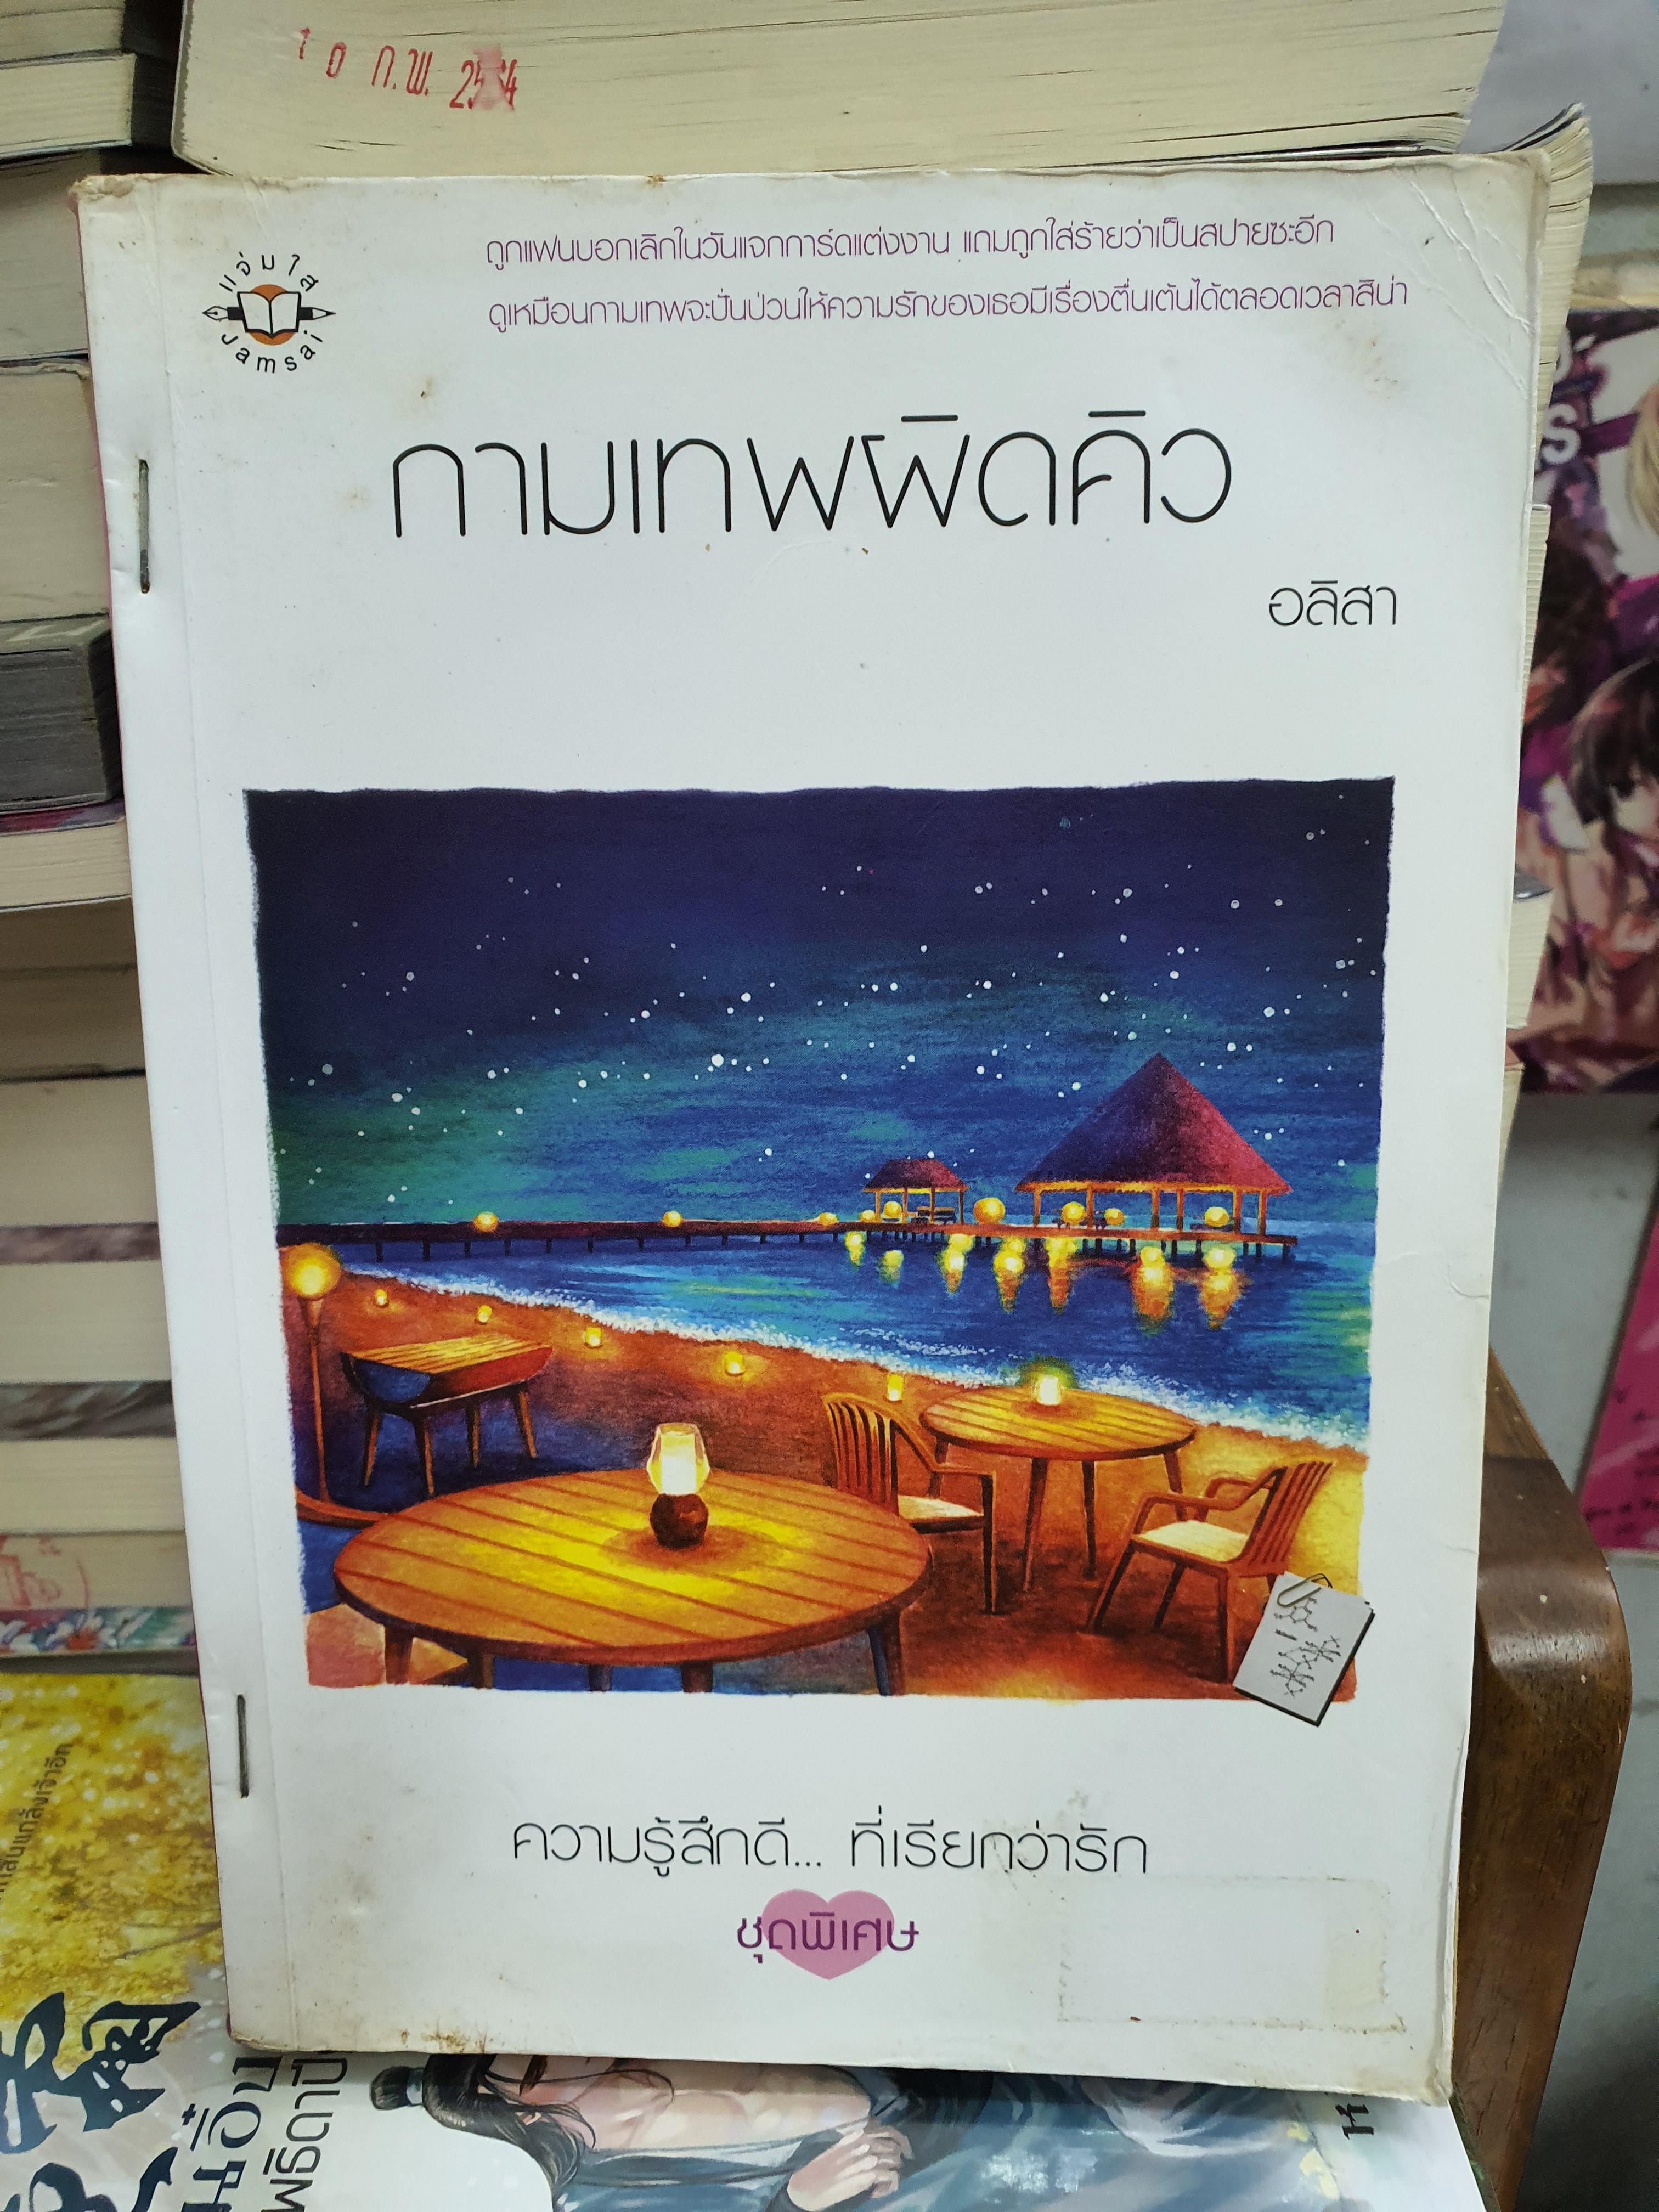 10 ก.พ. 2564
แจ่มใส
Jamsai
ถูกแฟนบอกเลิกในวันแจกการ์ดแต่งงาน แถมถูกใส่ร้ายว่าเป็นสปายซะอีก
ดูเหมือนกามเทพจะปั่นป่วนให้ความรักของเธอมีเรื่องตื่นเต้นได้ตลอดเวลาสิน่า
กามเทพผิดคิว
อลิสา
ความรู้สึกดี... ที่เรียกว่ารัก
ชุดพิเศษ